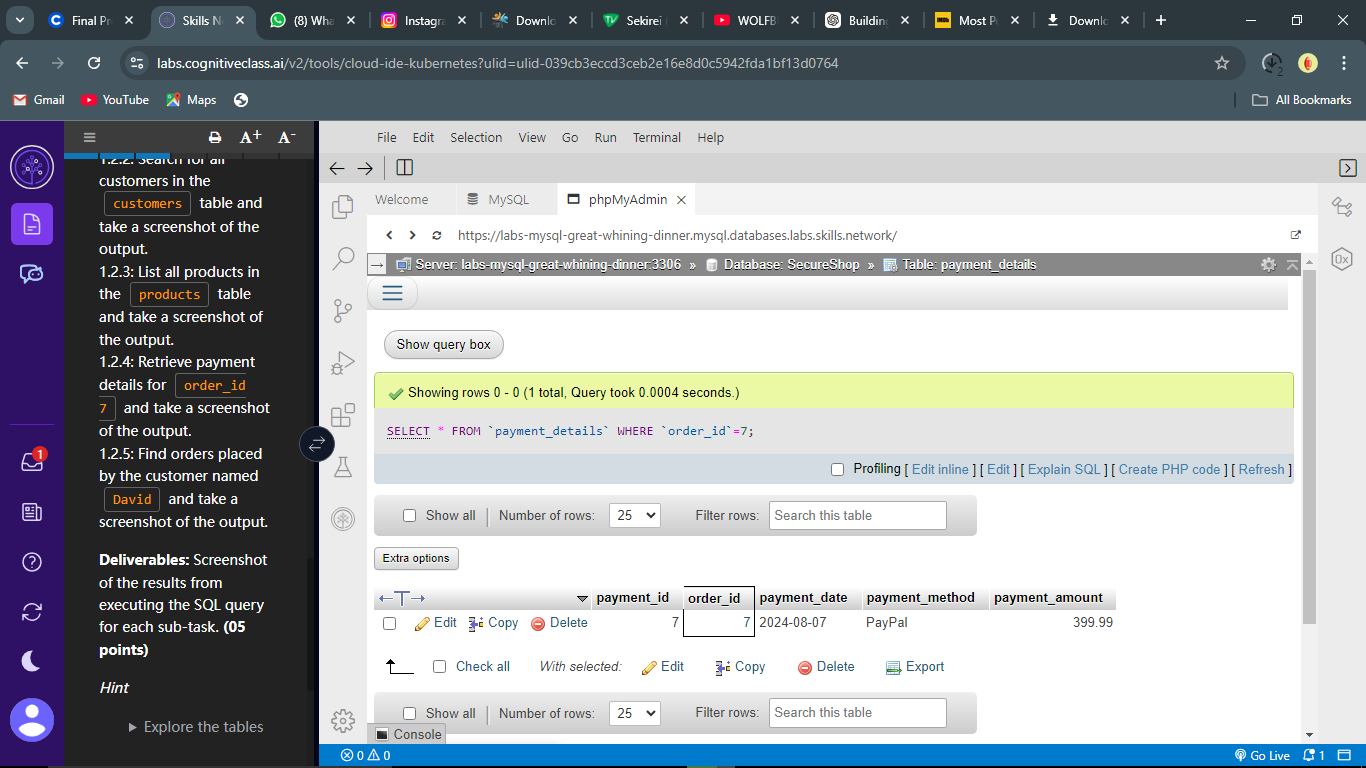 Final Pr
Skills N
(8) Wha
Instagra
Downlo
Sekirei
WOLFB
Building
Most P
Downlo
labs.cognitiveclass.ai/v2/tools/cloud-ide-kubernetes?ulid=ulid-039cb3eccd3ceb2e16e8d0c5942fda1bf13d0764
2
Gmail
YouTube
Maps
All Bookmarks
A+ A-
1.2.2: Search for all
customers in the
customers table and
take a screenshot of the
output.
1.2.3: List all products in
the products table
and take a screenshot of
the output.
1.2.4: Retrieve payment
details for order_id
7 and take a screenshot
of the output.
1.2.5: Find orders placed
by the customer named
David and take a
screenshot of the output.
Deliverables: Screenshot
of the results from
executing the SQL query
for each sub-task. (05
points)
Hint
Explore the tables
1
File Edit Selection View Go Run Terminal Help
Welcome
MySQL
phpMyAdmin
https://labs-mysql-great-whining-dinner.mysql.databases.labs.skills.network/
Server: labs-mysql-great-whining-dinner:3306 » Database: SecureShop » Table: payment_details
Show query box
Showing rows 0 - 0 (1 total, Query took 0.0004 seconds.)
SELECT * FROM `payment_details` WHERE `order_id`=7;
Profiling [ Edit inline ] [ Edit ] [ Explain SQL ] [ Create PHP code ] [ Refresh ]
Show all | Number of rows: 25 Filter rows: Search this table
Extra options
←T→ payment_id order_id payment_date payment_method payment_amount
Edit Copy Delete 7 7 2024-08-07 PayPal 399.99
Check all With selected: Edit Copy Delete Export
Show all | Number of rows: 25 Filter rows: Search this table
Console
0x
0 0
Go Live
1